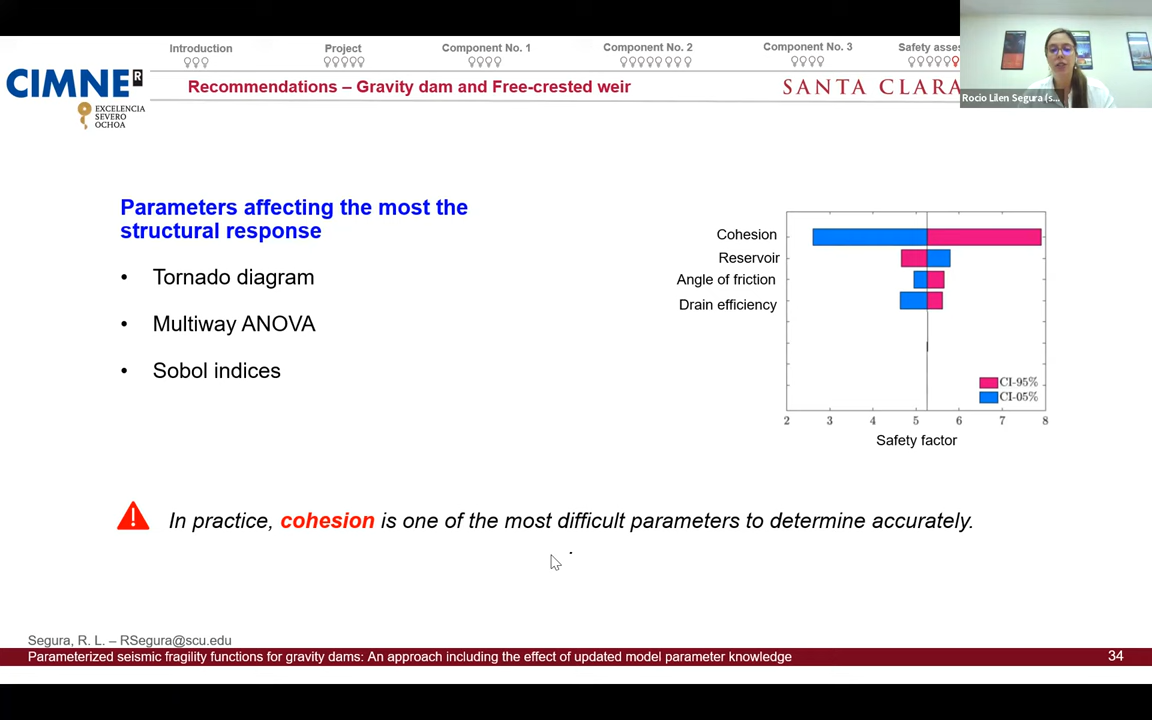 Introduction
Project
Component No. 1
Component No. 2
Component No. 3
Safety asses
CIMNE R
EXCELENCIA
SEVERO
OCHOA
Recommendations – Gravity dam and Free-crested weir
SANTA CLARA
Rocio Lilen Segura (s...
Parameters affecting the most the
structural response
• Tornado diagram
• Multiway ANOVA
• Sobol indices
Cohesion
Reservoir
Angle of friction
Drain efficiency
CI-95%
CI-05%
2 3 4 5 6 7 8
Safety factor
In practice, cohesion is one of the most difficult parameters to determine accurately.
.
Segura, R. L. – RSegura@scu.edu
Parameterized seismic fragility functions for gravity dams: An approach including the effect of updated model parameter knowledge
34